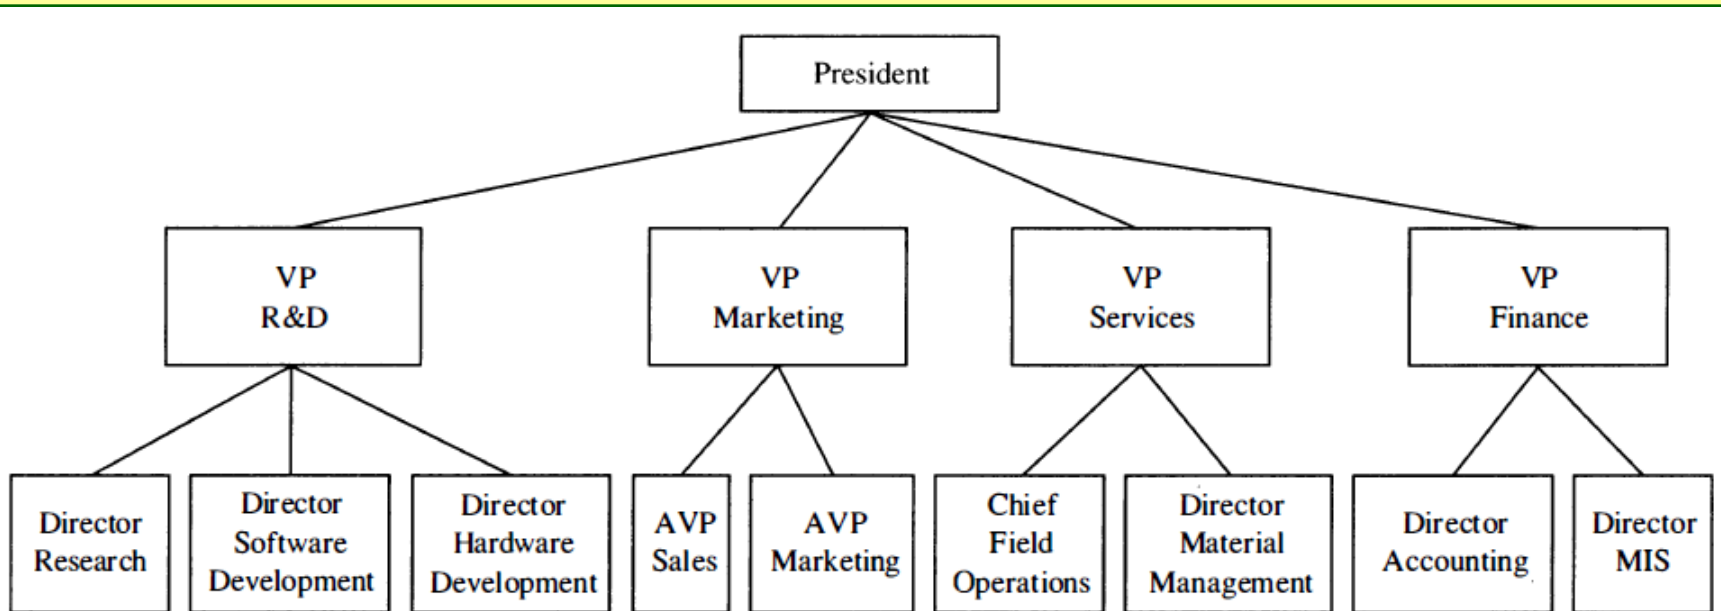 President
VP
R&D
VP
Marketing
VP
Services
VP
Finance
Director
Research
Director
Software
Development
Director
Hardware
Development
AVP
Sales
AVP
Marketing
Chief
Field
Operations
Director
Material
Management
Director
Accounting
Director
MIS